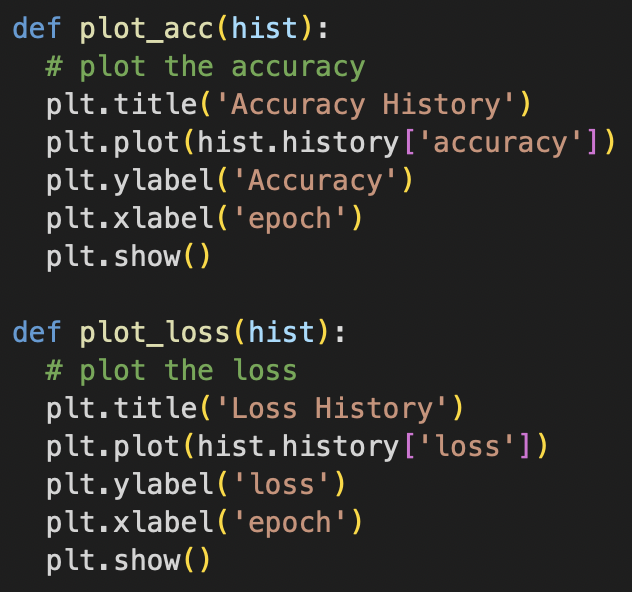 def plot_acc(hist):
  # plot the accuracy
  plt.title('Accuracy History')
  plt.plot(hist.history['accuracy'])
  plt.ylabel('Accuracy')
  plt.xlabel('epoch')
  plt.show()

def plot_loss(hist):
  # plot the loss
  plt.title('Loss History')
  plt.plot(hist.history['loss'])
  plt.ylabel('loss')
  plt.xlabel('epoch')
  plt.show()